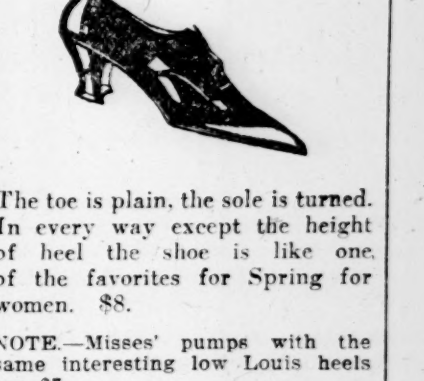 The toe is plain, the sole is turned.
In every way except the height
of heel the shoe is like one
of the favorites for Spring for
women. $8.
NOTE.—Misses' pumps with the
same interesting low Louis heels